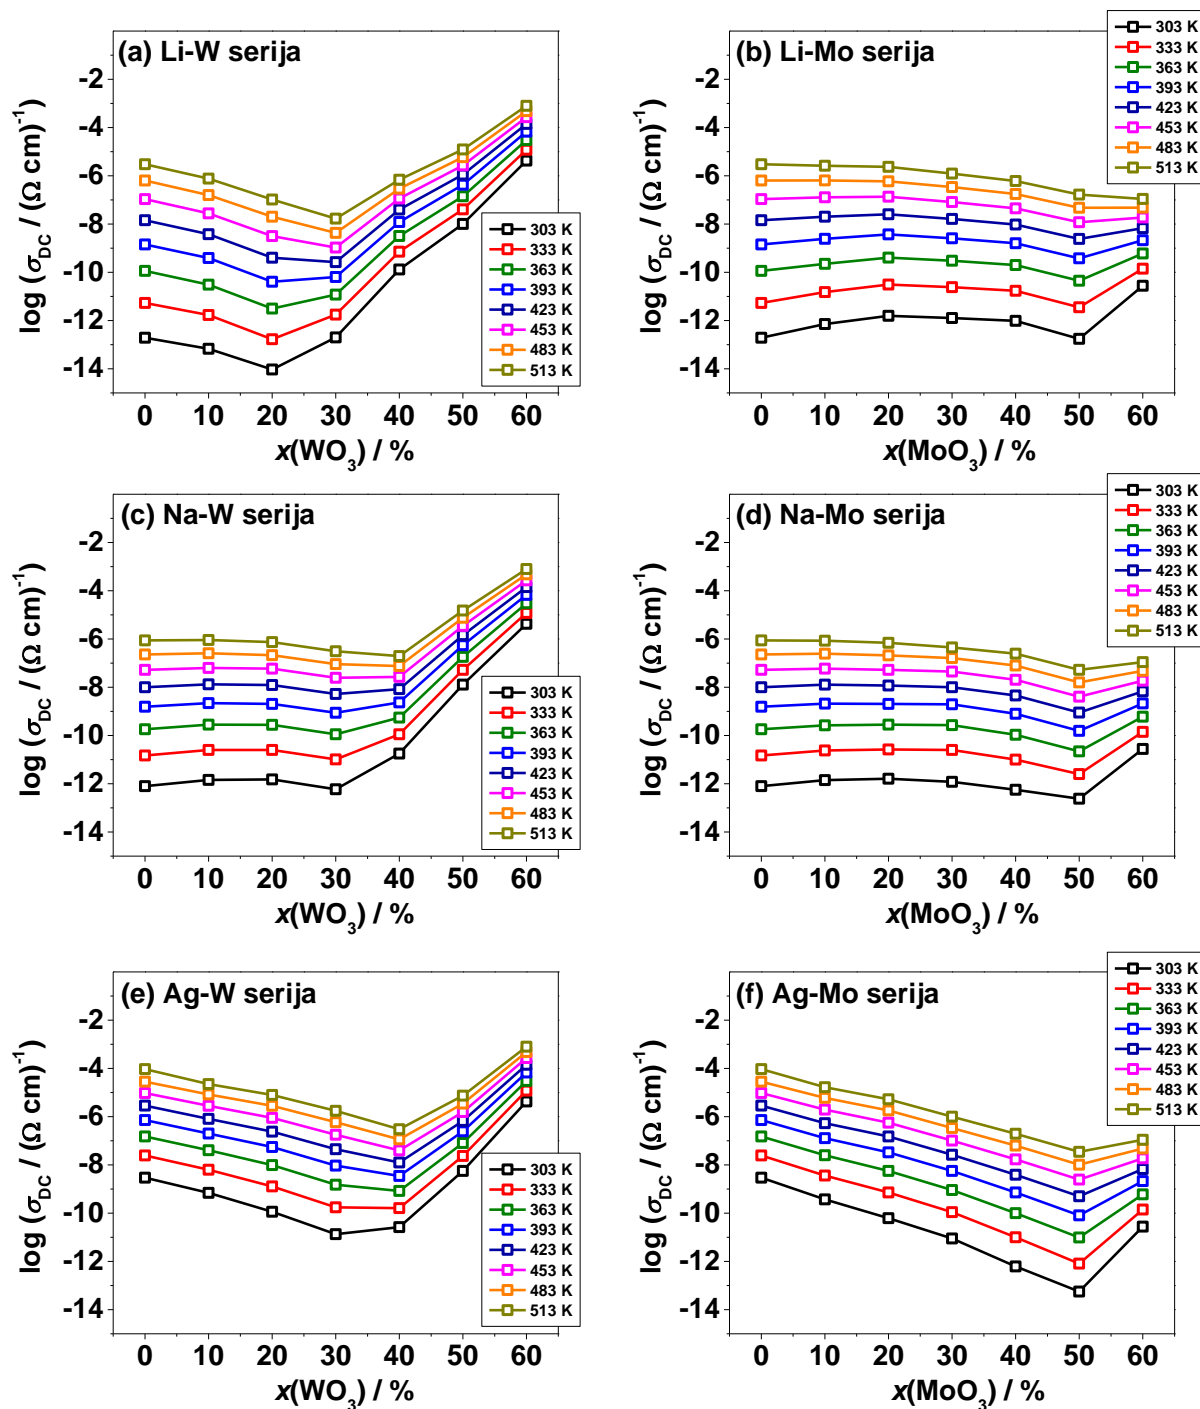 (a) Li-W serija
log (σDC / (Ω cm)⁻¹)
-2
-4
-6
-8
-10
-12
-14
0 10 20 30 40 50 60
x(WO₃) / %
303 K
333 K
363 K
393 K
423 K
453 K
483 K
513 K
(b) Li-Mo serija
log (σDC / (Ω cm)⁻¹)
-2
-4
-6
-8
-10
-12
-14
0 10 20 30 40 50 60
x(MoO₃) / %
303 K
333 K
363 K
393 K
423 K
453 K
483 K
513 K
(c) Na-W serija
log (σDC / (Ω cm)⁻¹)
-2
-4
-6
-8
-10
-12
-14
0 10 20 30 40 50 60
x(WO₃) / %
303 K
333 K
363 K
393 K
423 K
453 K
483 K
513 K
(d) Na-Mo serija
log (σDC / (Ω cm)⁻¹)
-2
-4
-6
-8
-10
-12
-14
0 10 20 30 40 50 60
x(MoO₃) / %
303 K
333 K
363 K
393 K
423 K
453 K
483 K
513 K
(e) Ag-W serija
log (σDC / (Ω cm)⁻¹)
-2
-4
-6
-8
-10
-12
-14
0 10 20 30 40 50 60
x(WO₃) / %
303 K
333 K
363 K
393 K
423 K
453 K
483 K
513 K
(f) Ag-Mo serija
log (σDC / (Ω cm)⁻¹)
-2
-4
-6
-8
-10
-12
-14
0 10 20 30 40 50 60
x(MoO₃) / %
303 K
333 K
363 K
393 K
423 K
453 K
483 K
513 K